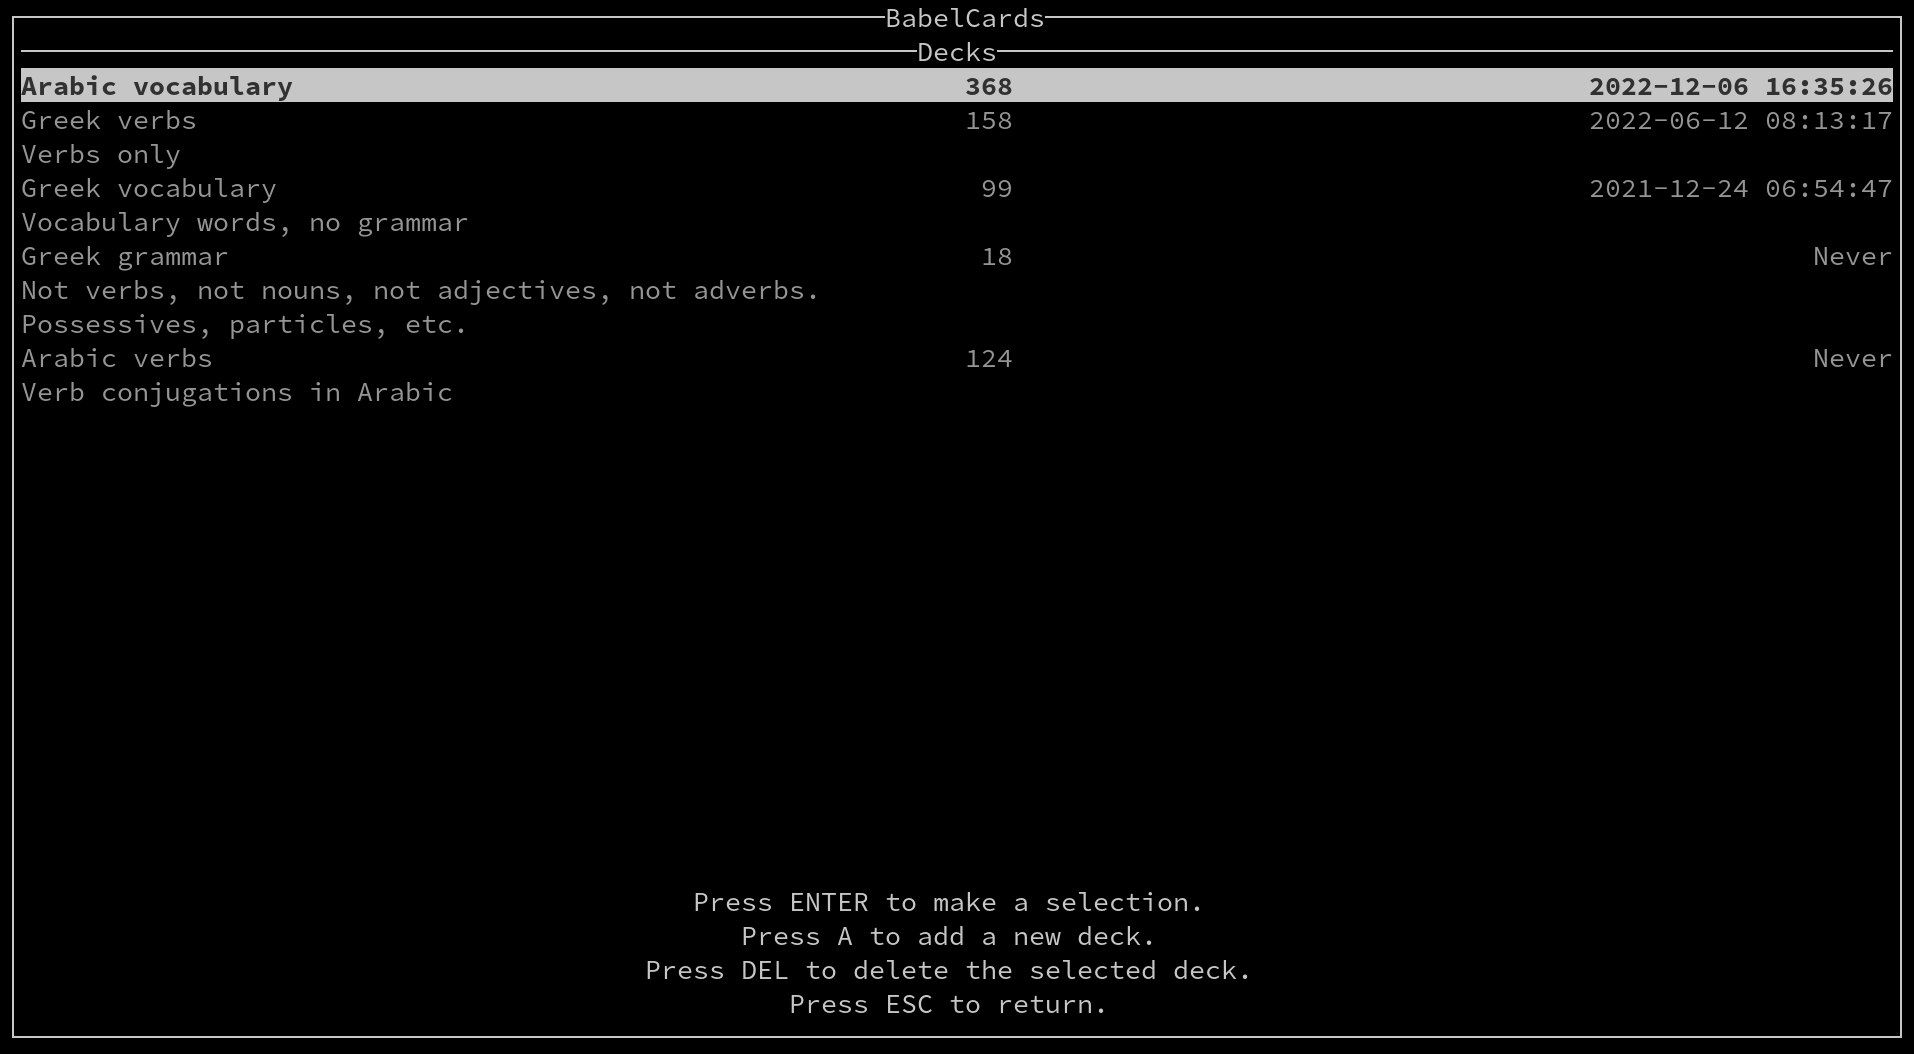 BabelCards
Decks
Arabic vocabulary 368 2022-12-06 16:35:26
Greek verbs 158 2022-06-12 08:13:17
Verbs only
Greek vocabulary 99 2021-12-24 06:54:47
Vocabulary words, no grammar
Greek grammar 18 Never
Not verbs, not nouns, not adjectives, not adverbs.
Possessives, particles, etc.
Arabic verbs 124 Never
Verb conjugations in Arabic
Press ENTER to make a selection.
Press A to add a new deck.
Press DEL to delete the selected deck.
Press ESC to return.